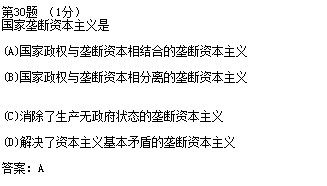 第30题 (1分)
国家垄断资本主义是
(A)国家政权与垄断资本相结合的垄断资本主义
(B)国家政权与垄断资本相分离的垄断资本主义
(C)消除了生产无政府状态的垄断资本主义
(D)解决了资本主义基本矛盾的垄断资本主义
答案: A